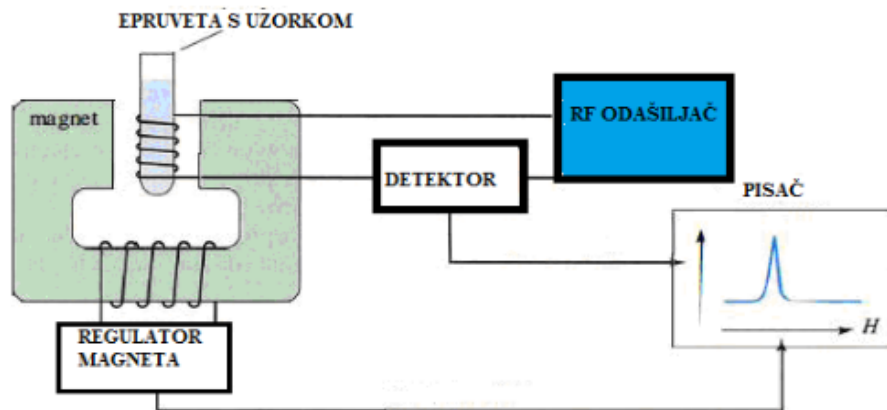 EPRUVETA S UZORKOM
magnet
RF ODAŠILJAČ
DETEKTOR
PISAČ
H
REGULATOR
MAGNETA